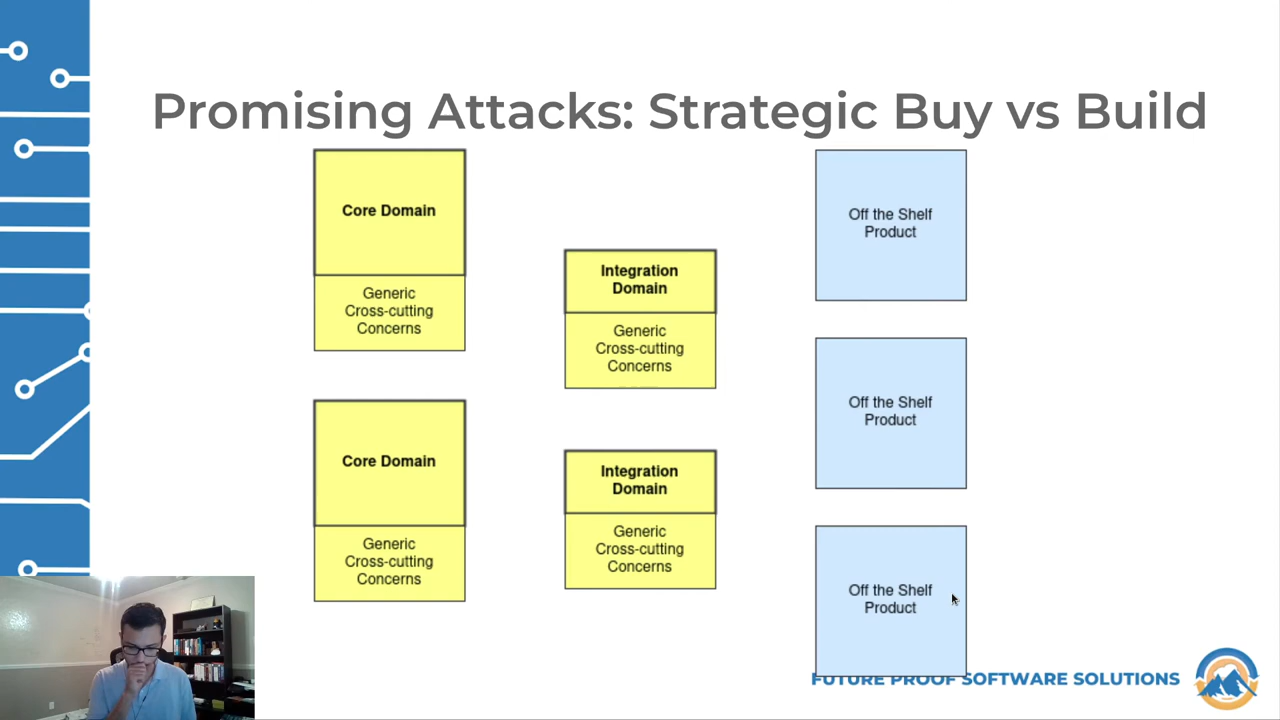 Promising Attacks: Strategic Buy vs Build
Core Domain
Generic
Cross-cutting
Concerns
Core Domain
Generic
Cross-cutting
Concerns
Integration
Domain
Generic
Cross-cutting
Concerns
Integration
Domain
Generic
Cross-cutting
Concerns
Off the Shelf
Product
Off the Shelf
Product
Off the Shelf
Product
FUTURE PROOF SOFTWARE SOLUTIONS